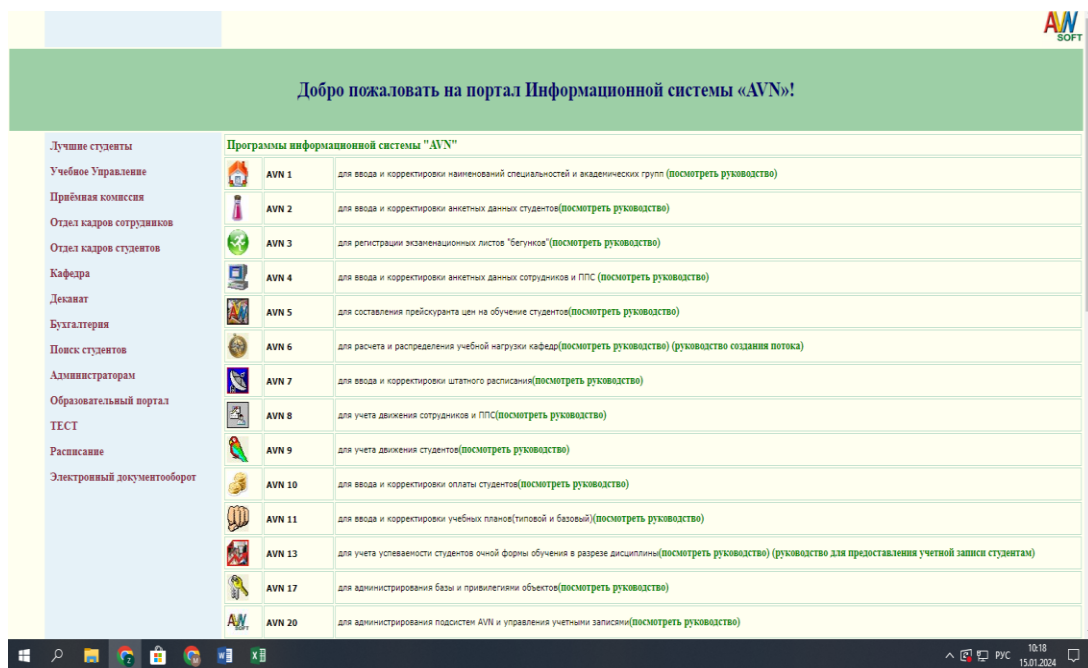 AVN
SOFT
Добро пожаловать на портал Информационной системы «AVN»!
Лучшие студенты
Учебное Управление
Приёмная комиссия
Отдел кадров сотрудников
Отдел кадров студентов
Кафедра
Деканат
Бухгалтерия
Поиск студентов
Администраторам
Образовательный портал
ТЕСТ
Расписание
Электронный документооборот
Программы информационной системы "AVN"
AVN 1 для ввода и корректировки наименований специальностей и академических групп (посмотреть руководство)
AVN 2 для ввода и корректировки анкетных данных студентов(посмотреть руководство)
AVN 3 для регистрации экзаменационных листов "бегунков"(посмотреть руководство)
AVN 4 для ввода и корректировки анкетных данных сотрудников и ППС (посмотреть руководство)
AVN 5 для составления прейскуранта цен на обучение студентов(посмотреть руководство)
AVN 6 для расчета и распределения учебной нагрузки кафедр(посмотреть руководство) (руководство создания потока)
AVN 7 для ввода и корректировки штатного расписания(посмотреть руководство)
AVN 8 для учета движения сотрудников и ППС(посмотреть руководство)
AVN 9 для учета движения студентов(посмотреть руководство)
AVN 10 для ввода и корректировки оплаты студентов(посмотреть руководство)
AVN 11 для ввода и корректировки учебных планов(типовой и базовый)(посмотреть руководство)
AVN 13 для учета успеваемости студентов очной формы обучения в разрезе дисциплины(посмотреть руководство) (руководство для предоставления учетной записи студентам)
AVN 17 для администрирования базы и привилегиями объектов(посмотреть руководство)
AVN 20 для администрирования подсистем AVN и управления учетными записями(посмотреть руководство)
РУС
10:18
15.01.2024